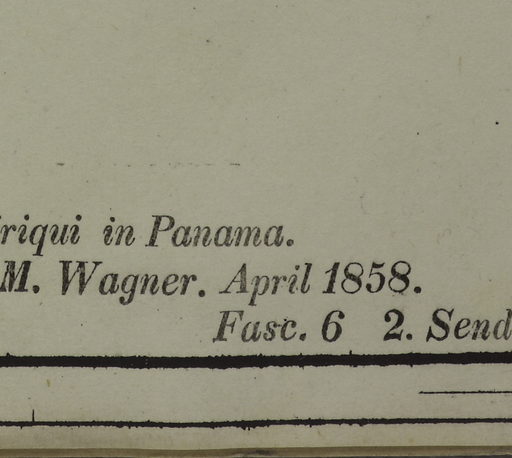 iriqui in Panama.
M. Wagner. April 1858.
Fasc. 6 2. Send